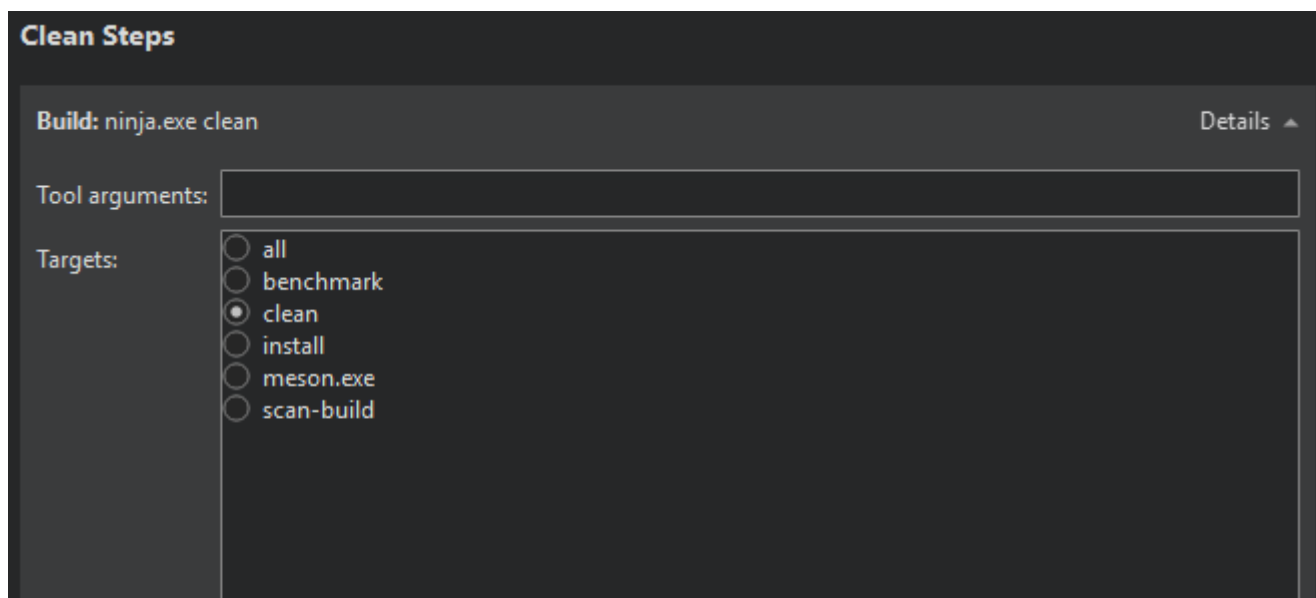 Clean Steps
Build: ninja.exe clean Details
Tool arguments:
Targets:
all
benchmark
clean
install
meson.exe
scan-build